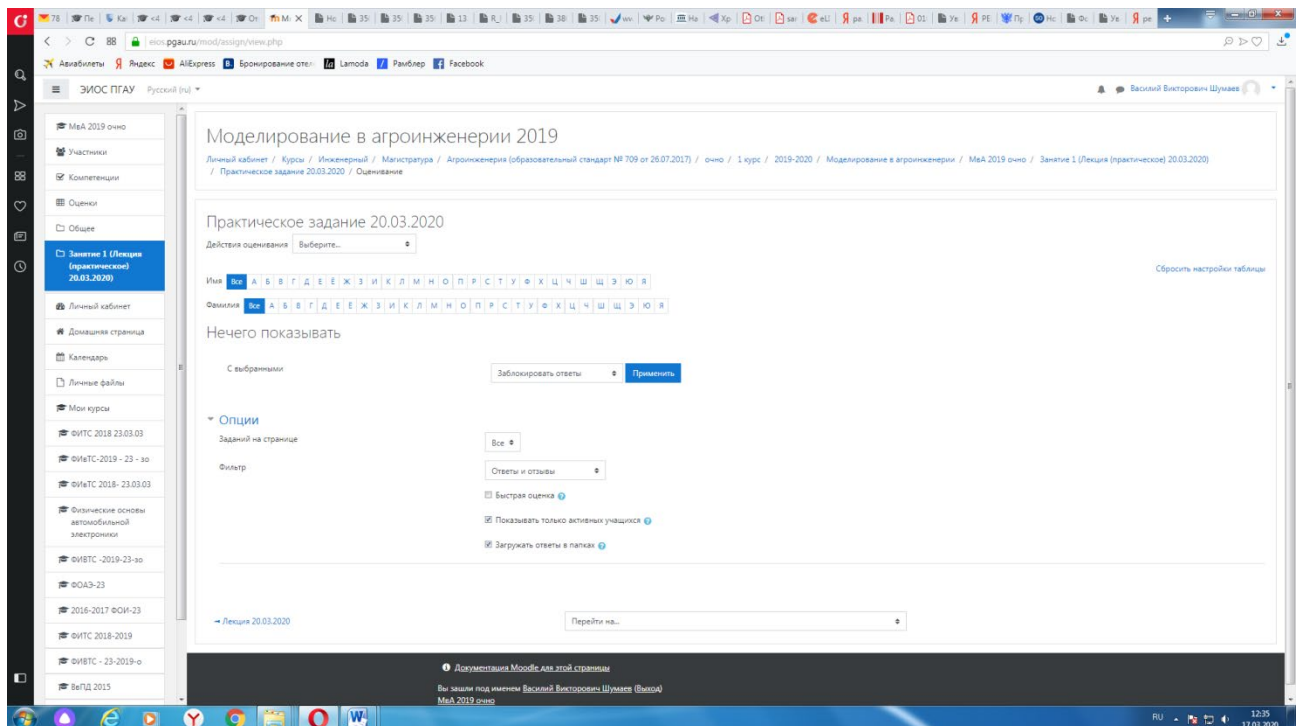 88
eios.pgau.ru/mod/assign/view.php
Авиабилеты Яндекс AliExpress Lamoda Рамблер Facebook
ЭИОС ПГАУ Русский (ru)
Василий Викторович Шумаев
МвА 2019 очно
Участники
Компетенции
Оценки
Общее
Занятие 1 (Лекция
(практическое)
20.03.2020)
Личный кабинет
Домашняя страница
Календарь
Личные файлы
Мои курсы
ФИТС 2018 23.03.03
ФИвТС-2019 - 23 - зо
ФИвТС 2018- 23.03.03
Физические основы
автомобильной
электроники
ФИВТС -2019-23-зо
ФОАЭ-23
2016-2017 ФОИ-23
ФИТС 2018-2019
ФИВТС - 23-2019-о
ВвПД 2015
Моделирование в агроинженерии 2019
Личный кабинет / Курсы / Инженерный / Магистратура / Агроинженерия (образовательный стандарт № 709 от 26.07.2017) / очно / 1 курс / 2019-2020 / Моделирование в агроинженерии / МвА 2019 очно / Занятие 1 (Лекция (практическое) 20.03.2020)
/ Практическое задание 20.03.2020 / Оценивание
Практическое задание 20.03.2020
Действия оценивания Выберите...
Сбросить настройки таблицы
Имя Все А Б В Г Д Е Ё Ж З И К Л М Н О П Р С Т У Ф Х Ц Ч Ш Щ Э Ю Я
Фамилия Все А Б В Г Д Е Ё Ж З И К Л М Н О П Р С Т У Ф Х Ц Ч Ш Щ Э Ю Я
Нечего показывать
С выбранными
Заблокировать ответы Применить
Опции
Заданий на странице
Все
Фильтр
Ответы и отзывы
Быстрая оценка
Показывать только активных учащихся
Загружать ответы в папках
→ Лекция 20.03.2020
Перейти на...
Документация Moodle для этой страницы
Вы зашли под именем Василий Викторович Шумаев (Выход)
МвА 2019 очно
RU
12:35
17.03.2020